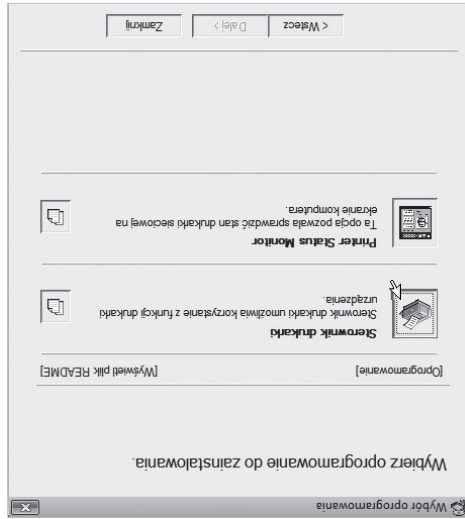 Wybór oprogramowania
Wybierz oprogramowanie do zainstalowania.
[Oprogramowanie] [Wyświetl plik README]
Sterownik drukarki
Sterownik drukarki umożliwia korzystanie z funkcji drukarki
urządzenia.
Printer Status Monitor
Ta opcja pozwala sprawdzić stan drukarki sieciowej na
ekranie komputera.
< Wstecz Dalej > Zamknij